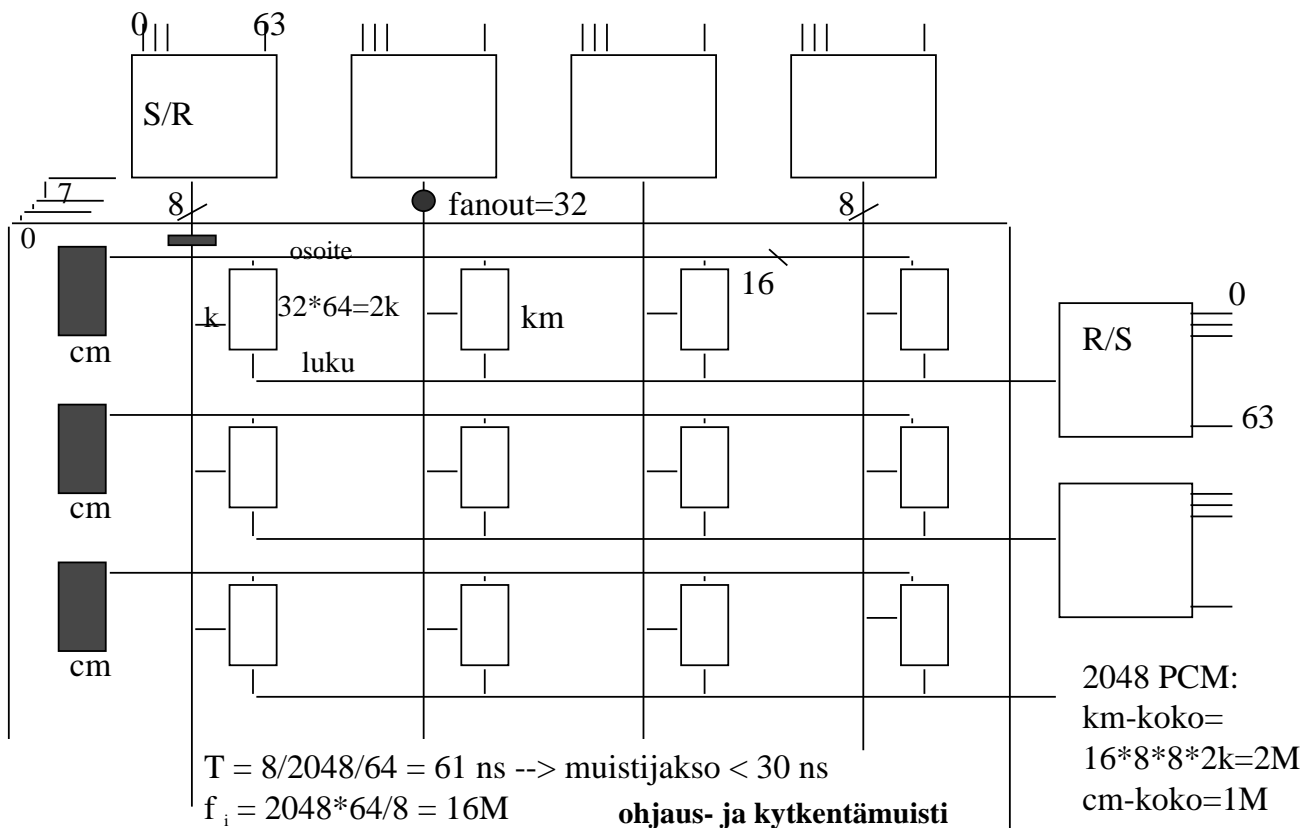 0 63
S/R
7
8
fanout=32
8
0
osoite
16
k
32*64=2k
km
cm
luku
R/S
0
63
cm
cm
2048 PCM:
km-koko=
16*8*8*2k=2M
cm-koko=1M
T = 8/2048/64 = 61 ns --> muistijakso < 30 ns
f i = 2048*64/8 = 16M
ohjaus- ja kytkentämuisti